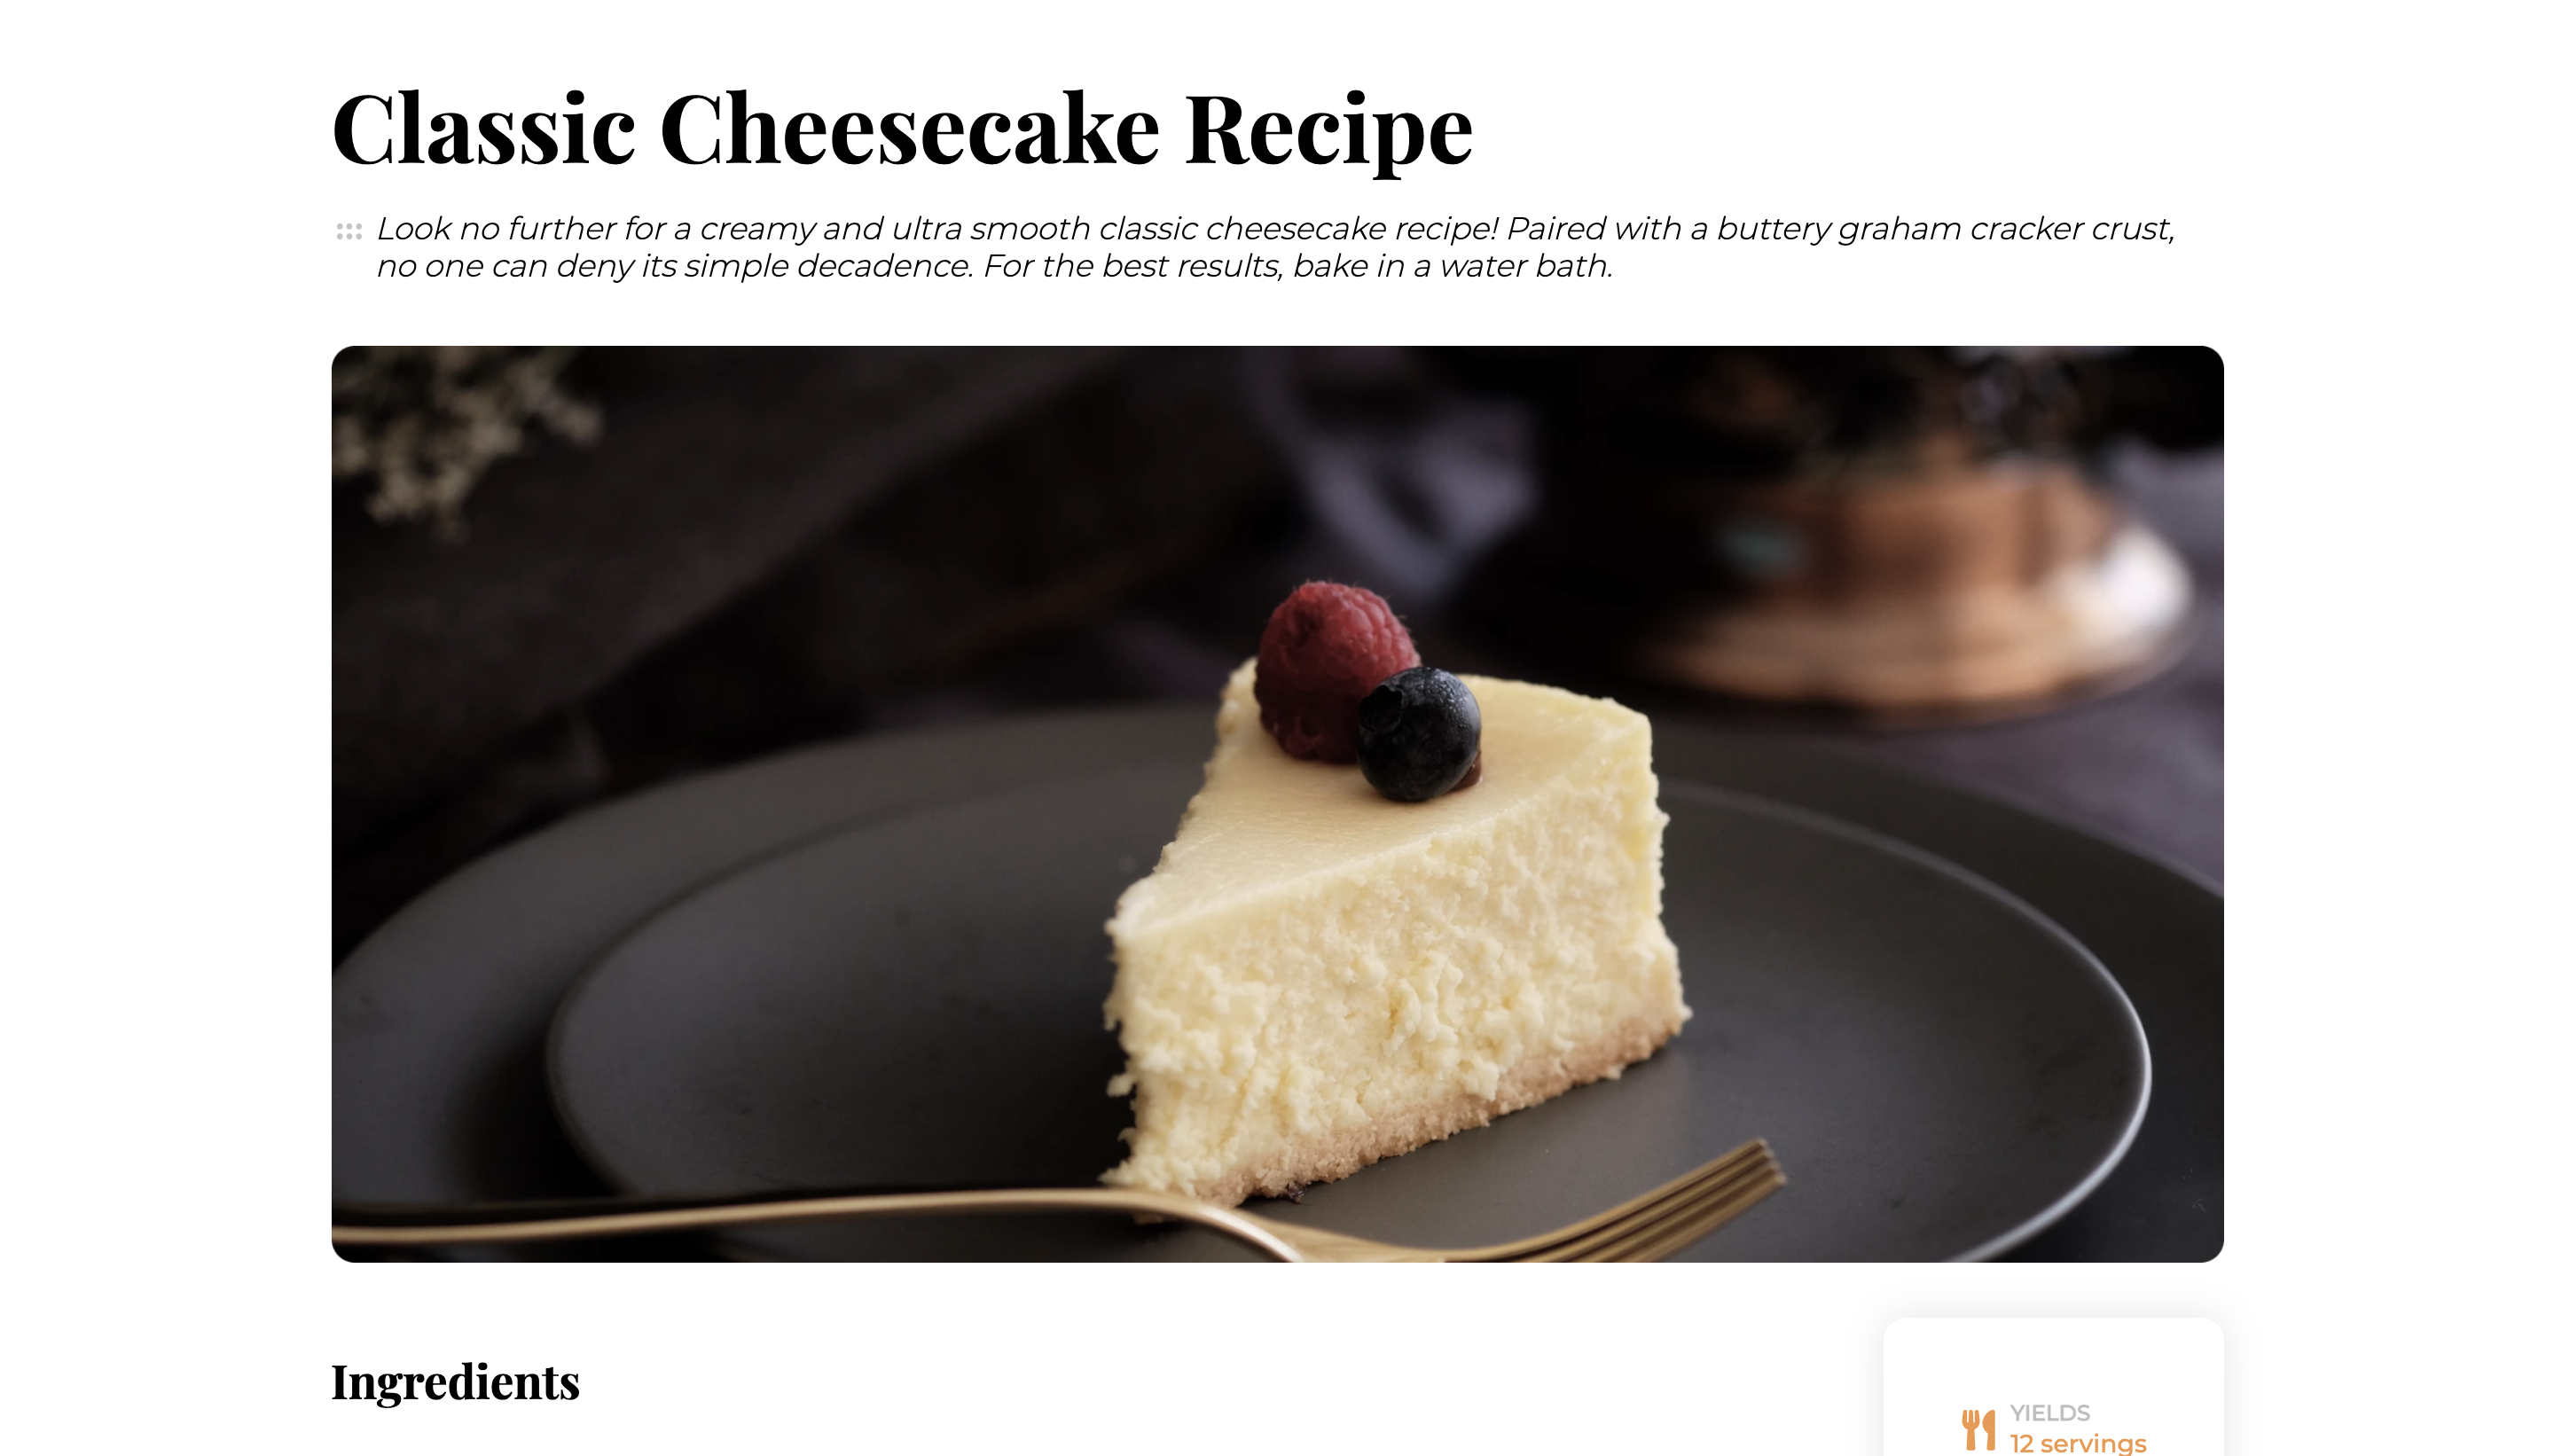 Classic Cheesecake Recipe
Look no further for a creamy and ultra smooth classic cheesecake recipe! Paired with a buttery graham cracker crust,
no one can deny its simple decadence. For the best results, bake in a water bath.
Ingredients
YIELDS
12 servings